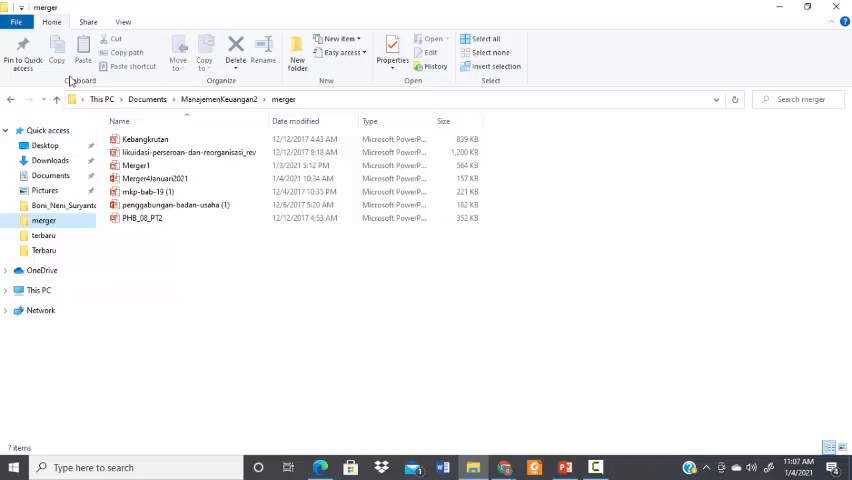 merger
File Home Share View
Pin to Quick access
Copy
Paste
Cut
Copy path
Paste shortcut
Clipboard
Move to
Copy to
Delete
Rename
Organize
New folder
New item
Easy access
New
Properties
Open
Edit
History
Open
Select all
Select none
Invert selection
Select
This PC > Documents > ManajemenKeuangan2 > merger
Search merger
Name Date modified Type Size
Quick access
Desktop
Downloads
Documents
Pictures
Boni_Neni_Suryanto
merger
terbaru
Terbaru
OneDrive
This PC
Network
Kebangkrutan 12/12/2017 4:43 AM Microsoft PowerP... 839 KB
likuidasi-perseroan-dan-reorganisasi_rev 12/12/2017 8:18 AM Microsoft PowerP... 1,200 KB
Merger1 1/3/2021 5:12 PM Microsoft PowerP... 564 KB
Merger4Januari2021 1/4/2021 10:34 AM Microsoft PowerP... 157 KB
mkp-bab-19 (1) 12/4/2017 10:35 PM Microsoft PowerP... 221 KB
penggabungan-badan-usaha (1) 12/6/2017 5:20 AM Microsoft PowerP... 182 KB
PHB_08_PT2 12/12/2017 4:53 AM Microsoft PowerP... 352 KB
7 items
Type here to search
11:07 AM
1/4/2021